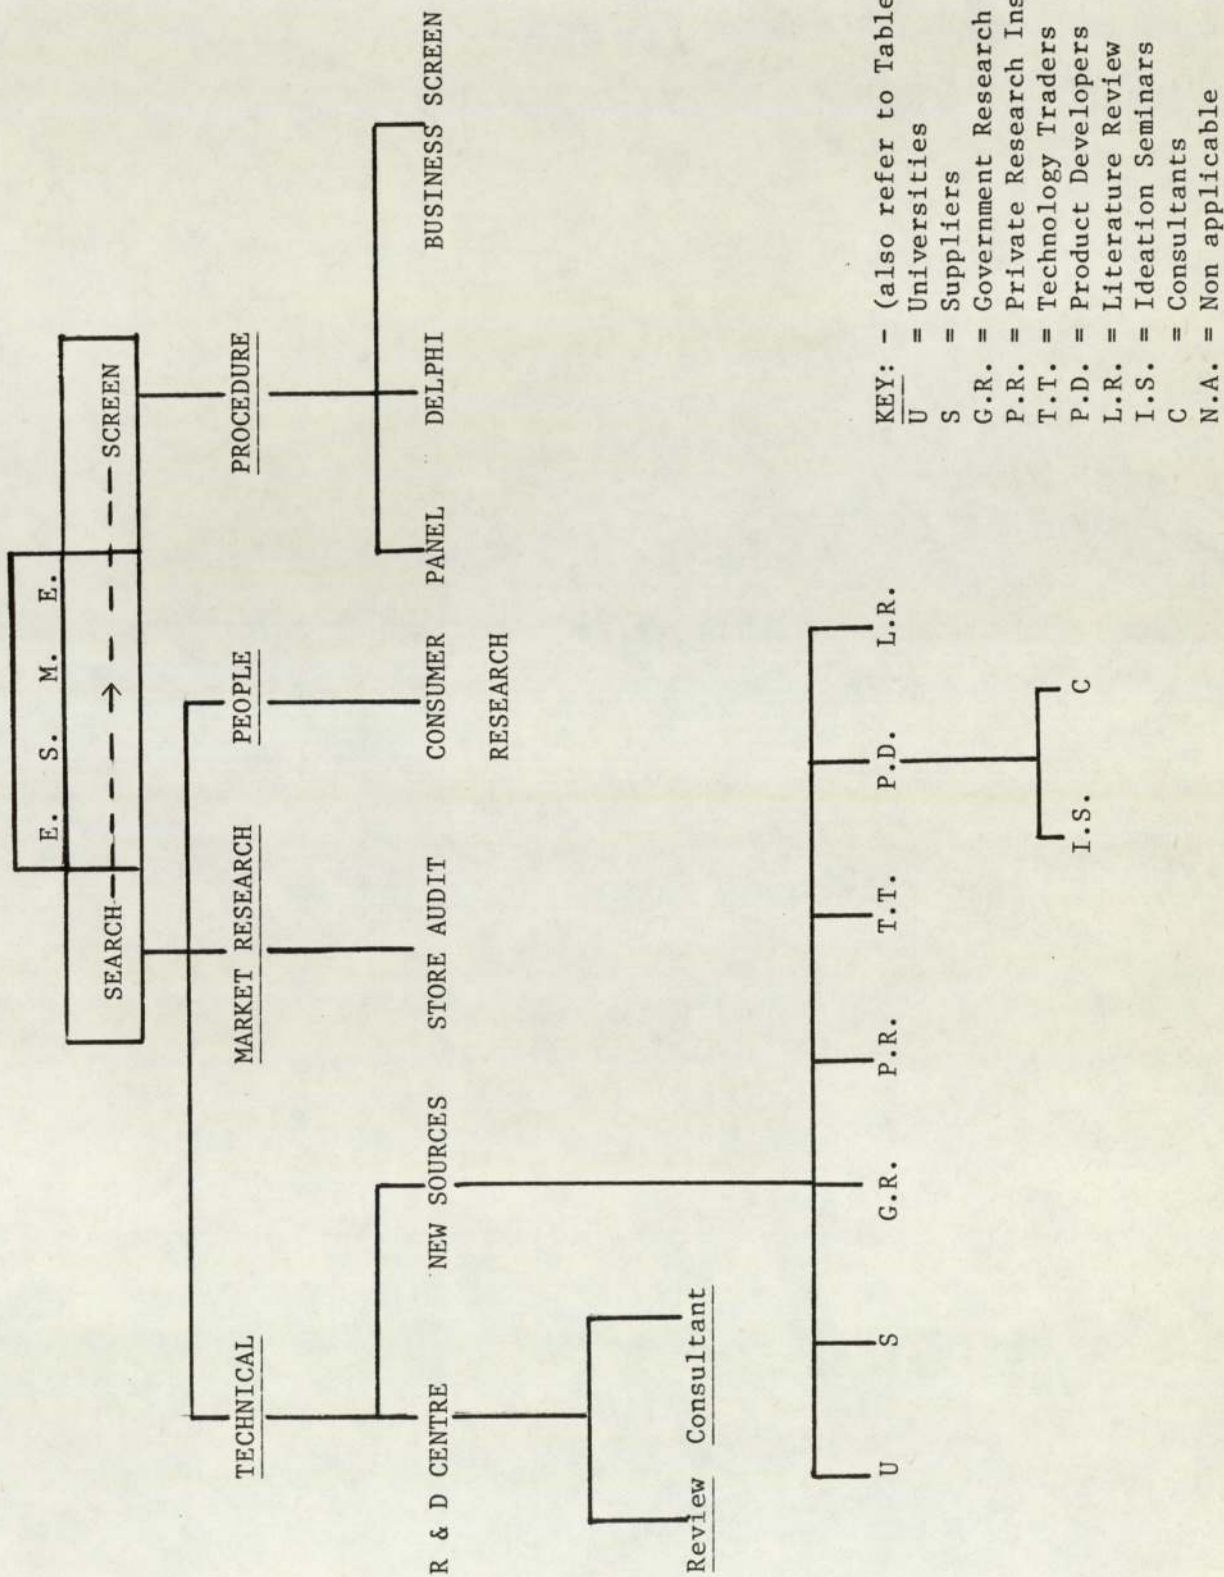 E. S. M. E.
SEARCH SCREEN
TECHNICAL MARKET RESEARCH PEOPLE PROCEDURE
R & D CENTRE NEW SOURCES STORE AUDIT CONSUMER PANEL DELPHI BUSINESS SCREEN
RESEARCH
Review Consultant
U S G.R. P.R. T.T. P.D. L.R.
I.S. C
KEY: - (also refer to Table
U = Universities
S = Suppliers
G.R. = Government Research
P.R. = Private Research Ins
T.T. = Technology Traders
P.D. = Product Developers
L.R. = Literature Review
I.S. = Ideation Seminars
C = Consultants
N.A. = Non applicable